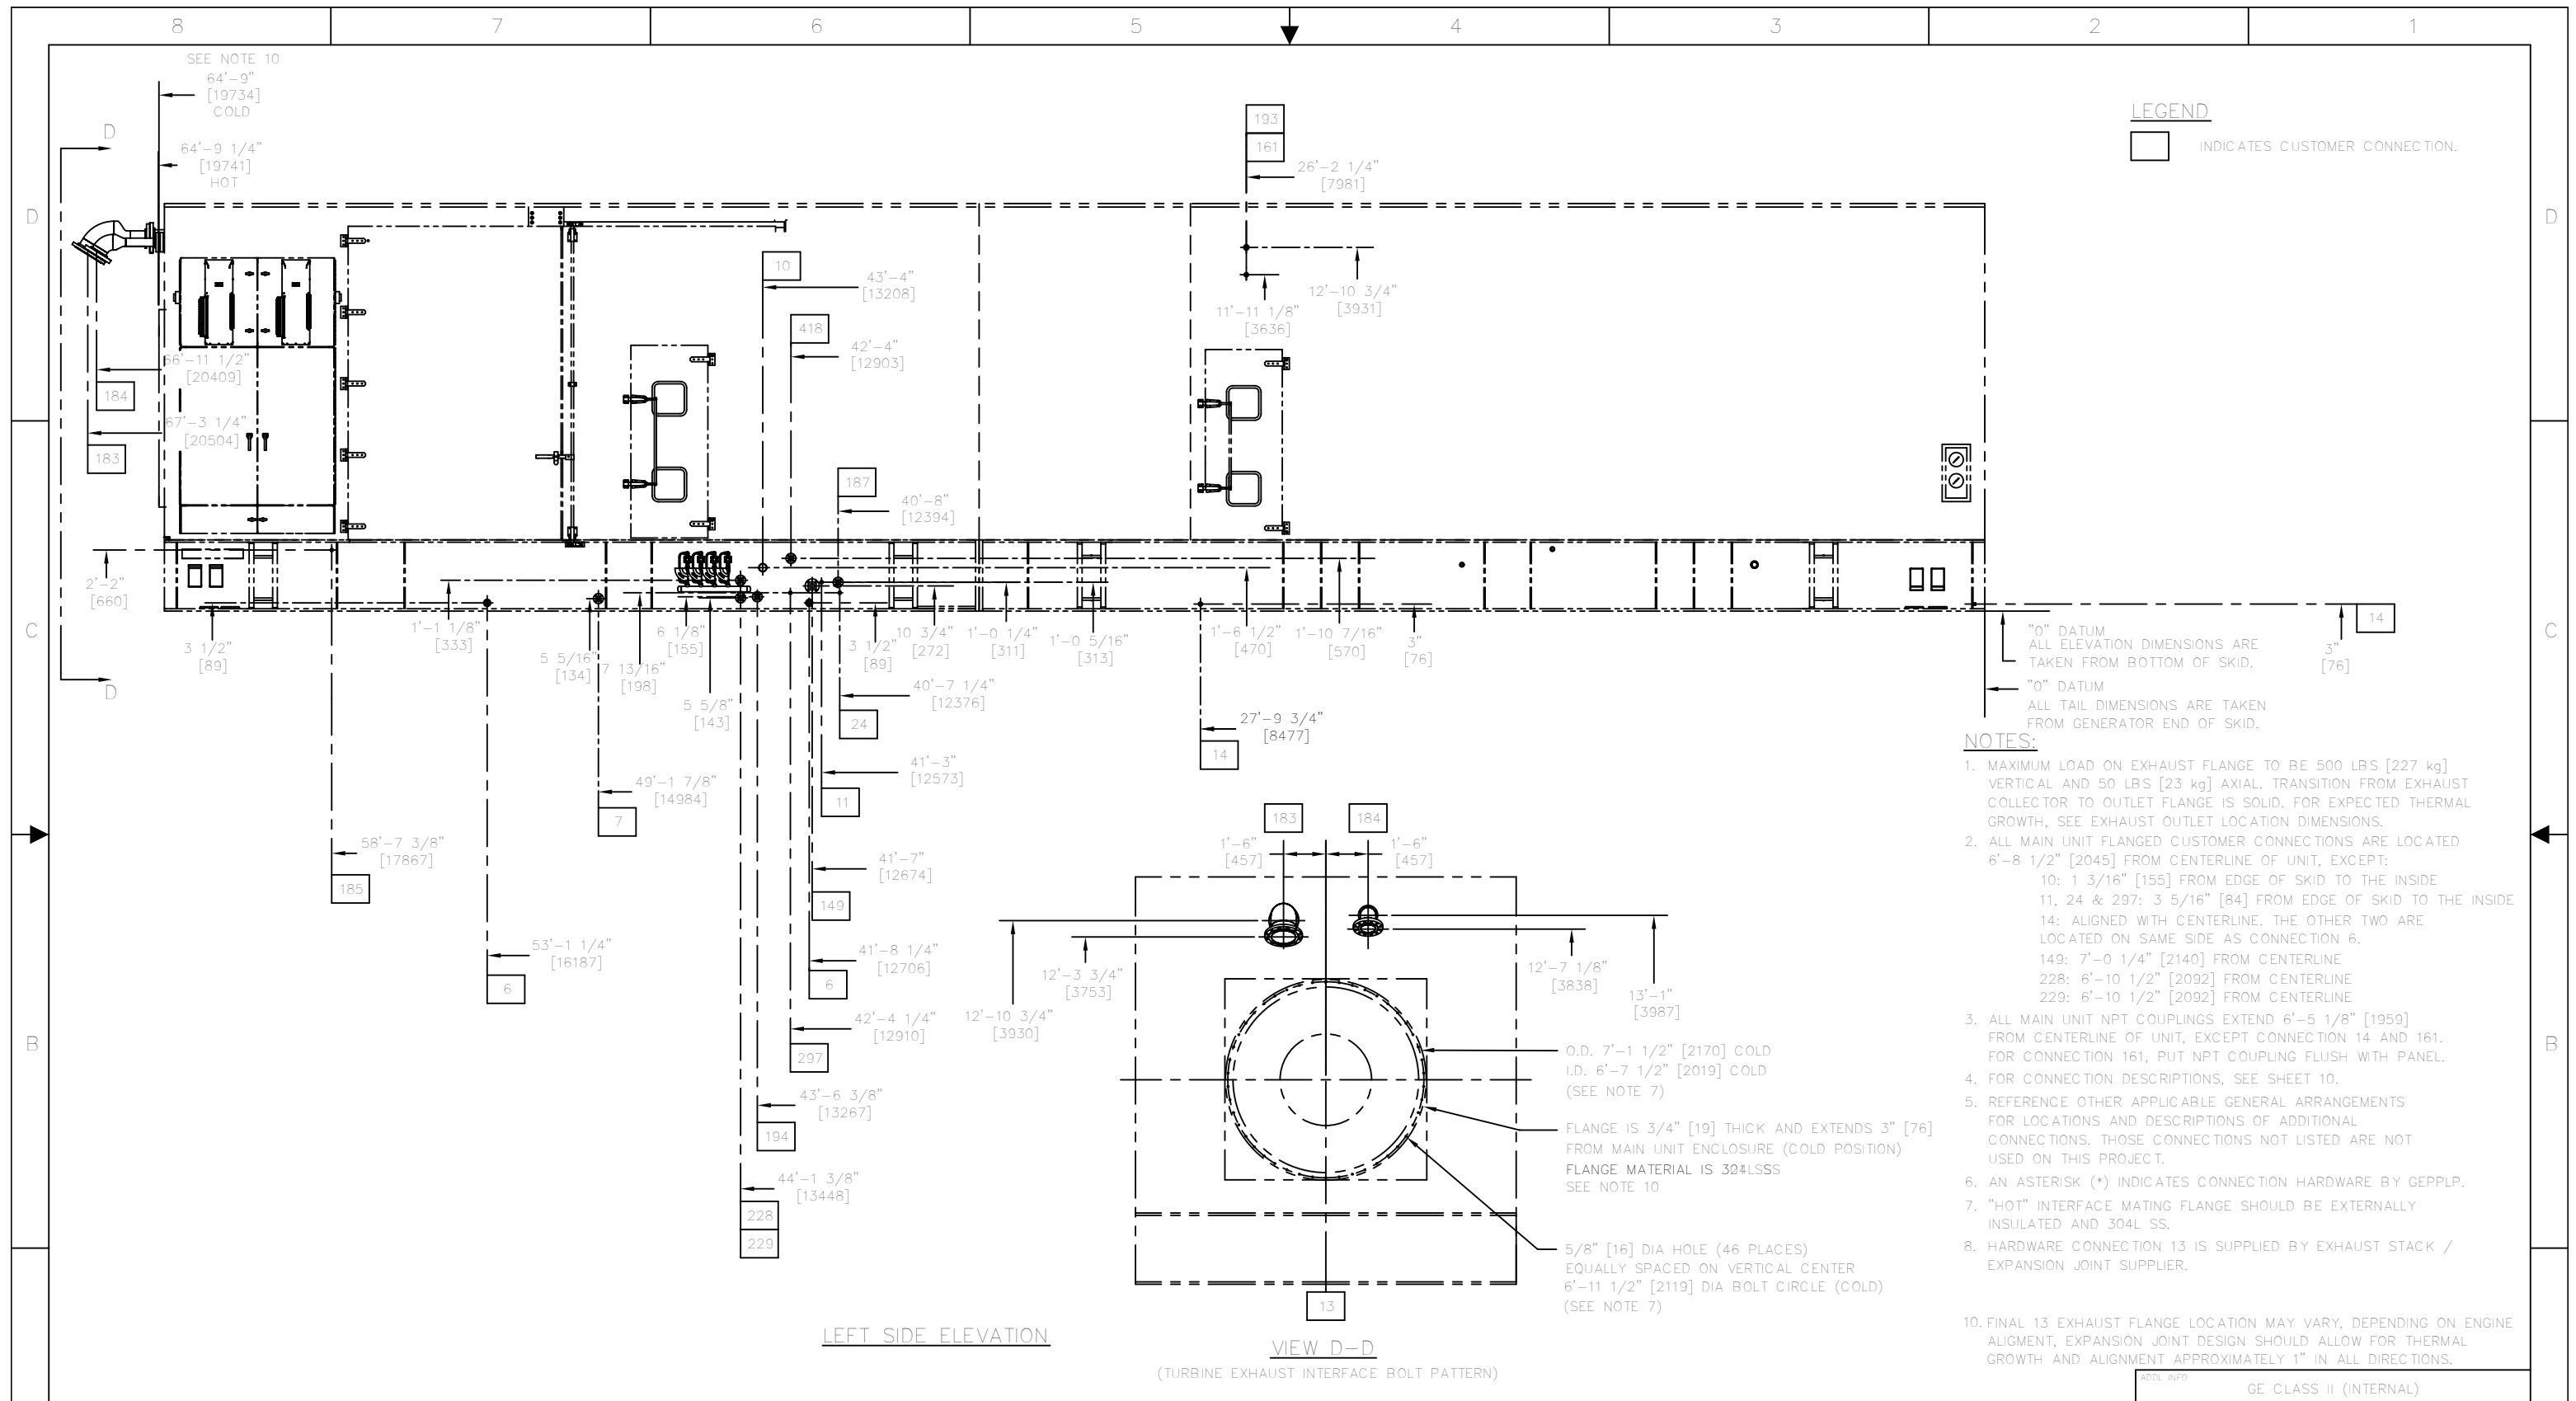 8 7 6 5 4 3 2 1
SEE NOTE 10
64'-9"
[19734]
COLD
D
64'-9 1/4"
[19741]
HOT
193
161
26'-2 1/4"
[7981]
LEGEND
INDICATES CUSTOMER CONNECTION.
D
D
10
43'-4"
[13208]
12'-10 3/4"
[3931]
11'-11 1/8"
[3636]
418
42'-4"
[12903]
66'-11 1/2"
[20409]
184
67'-3 1/4"
[20504]
183
187
40'-8"
[12394]
2'-2"
[660]
C
C
3 1/2"
[89]
1'-1 1/8"
[333]
5 5/16"
[134]
7 13/16"
[198]
6 1/8"
[155]
5 5/8"
[143]
3 1/2"
[89]
10 3/4"
[272]
1'-0 1/4"
[311]
1'-0 5/16"
[313]
1'-6 1/2"
[470]
1'-10 7/16"
[570]
3"
[76]
14
3"
[76]
"0" DATUM
ALL ELEVATION DIMENSIONS ARE
TAKEN FROM BOTTOM OF SKID.
"0" DATUM
ALL TAIL DIMENSIONS ARE TAKEN
FROM GENERATOR END OF SKID.
D
40'-7 1/4"
[12376]
24
27'-9 3/4"
[8477]
14
41'-3"
[12573]
11
49'-1 7/8"
[14984]
7
58'-7 3/8"
[17867]
185
41'-7"
[12674]
149
53'-1 1/4"
[16187]
6
41'-8 1/4"
[12706]
6
42'-4 1/4"
[12910]
297
43'-6 3/8"
[13267]
194
44'-1 3/8"
[13448]
228
229
LEFT SIDE ELEVATION
183
184
1'-6"
[457]
1'-6"
[457]
12'-3 3/4"
[3753]
12'-10 3/4"
[3930]
12'-7 1/8"
[3838]
13'-1"
[3987]
B
B
O.D. 7'-1 1/2" [2170] COLD
I.D. 6'-7 1/2" [2019] COLD
(SEE NOTE 7)
FLANGE IS 3/4" [19] THICK AND EXTENDS 3" [76]
FROM MAIN UNIT ENCLOSURE (COLD POSITION)
FLANGE MATERIAL IS
SEE NOTE 10
5/8" [16] DIA HOLE (46 PLACES)
EQUALLY SPACED ON VERTICAL CENTER
6'-11 1/2" [2119] DIA BOLT CIRCLE (COLD)
(SEE NOTE 7)
13
VIEW D-D
(TURBINE EXHAUST INTERFACE BOLT PATTERN)
NOTES:
1. MAXIMUM LOAD ON EXHAUST FLANGE TO BE 500 LBS [227 kg]
VERTICAL AND 50 LBS [23 kg] AXIAL. TRANSITION FROM EXHAUST
COLLECTOR TO OUTLET FLANGE IS SOLID. FOR EXPECTED THERMAL
GROWTH, SEE EXHAUST OUTLET LOCATION DIMENSIONS.
2. ALL MAIN UNIT FLANGED CUSTOMER CONNECTIONS ARE LOCATED
6'-8 1/2" [2045] FROM CENTERLINE OF UNIT, EXCEPT:
10: 1 3/16" [155] FROM EDGE OF SKID TO THE INSIDE
11, 24 & 297: 3 5/16" [84] FROM EDGE OF SKID TO THE INSIDE
14: ALIGNED WITH CENTERLINE. THE OTHER TWO ARE
LOCATED ON SAME SIDE AS CONNECTION 6.
149: 7'-0 1/4" [2140] FROM CENTERLINE
228: 6'-10 1/2" [2092] FROM CENTERLINE
229: 6'-10 1/2" [2092] FROM CENTERLINE
3. ALL MAIN UNIT NPT COUPLINGS EXTEND 6'-5 1/8" [1959]
FROM CENTERLINE OF UNIT, EXCEPT CONNECTION 14 AND 161.
FOR CONNECTION 161, PUT NPT COUPLING FLUSH WITH PANEL.
4. FOR CONNECTION DESCRIPTIONS, SEE SHEET 10.
5. REFERENCE OTHER APPLICABLE GENERAL ARRANGEMENTS
FOR LOCATIONS AND DESCRIPTIONS OF ADDITIONAL
CONNECTIONS. THOSE CONNECTIONS NOT LISTED ARE NOT
USED ON THIS PROJECT.
6. AN ASTERISK (*) INDICATES CONNECTION HARDWARE BY GEPPLP.
7. "HOT" INTERFACE MATING FLANGE SHOULD BE EXTERNALLY
INSULATED AND 304L SS.
8. HARDWARE CONNECTION 13 IS SUPPLIED BY EXHAUST STACK /
EXPANSION JOINT SUPPLIER.
10. FINAL 13 EXHAUST FLANGE LOCATION MAY VARY, DEPENDING ON ENGINE
ALIGMENT, EXPANSION JOINT DESIGN SHOULD ALLOW FOR THERMAL
GROWTH AND ALIGNMENT APPROXIMATELY 1" IN ALL DIRECTIONS.
ADDL INFO
GE CLASS II (INTERNAL)